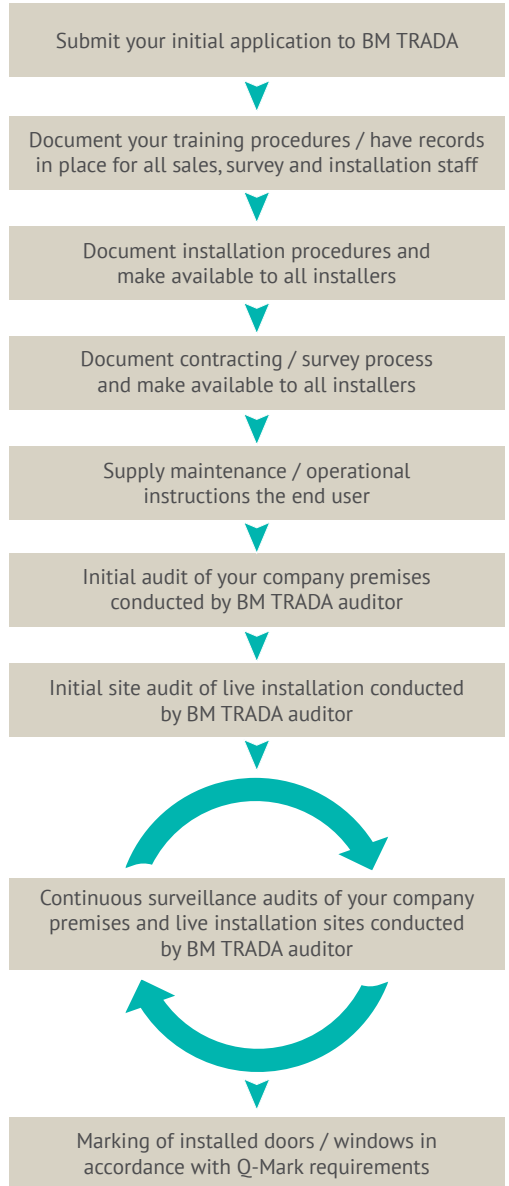 Submit your initial application to BM TRADA
Document your training procedures / have records
in place for all sales, survey and installation staff
Document installation procedures and
make available to all installers
Document contracting / survey process
and make available to all installers
Supply maintenance / operational
instructions the end user
Initial audit of your company premises
conducted by BM TRADA auditor
Initial site audit of live installation conducted
by BM TRADA auditor
Continuous surveillance audits of your company
premises and live installation sites conducted
by BM TRADA auditor
Marking of installed doors / windows in
accordance with Q-Mark requirements